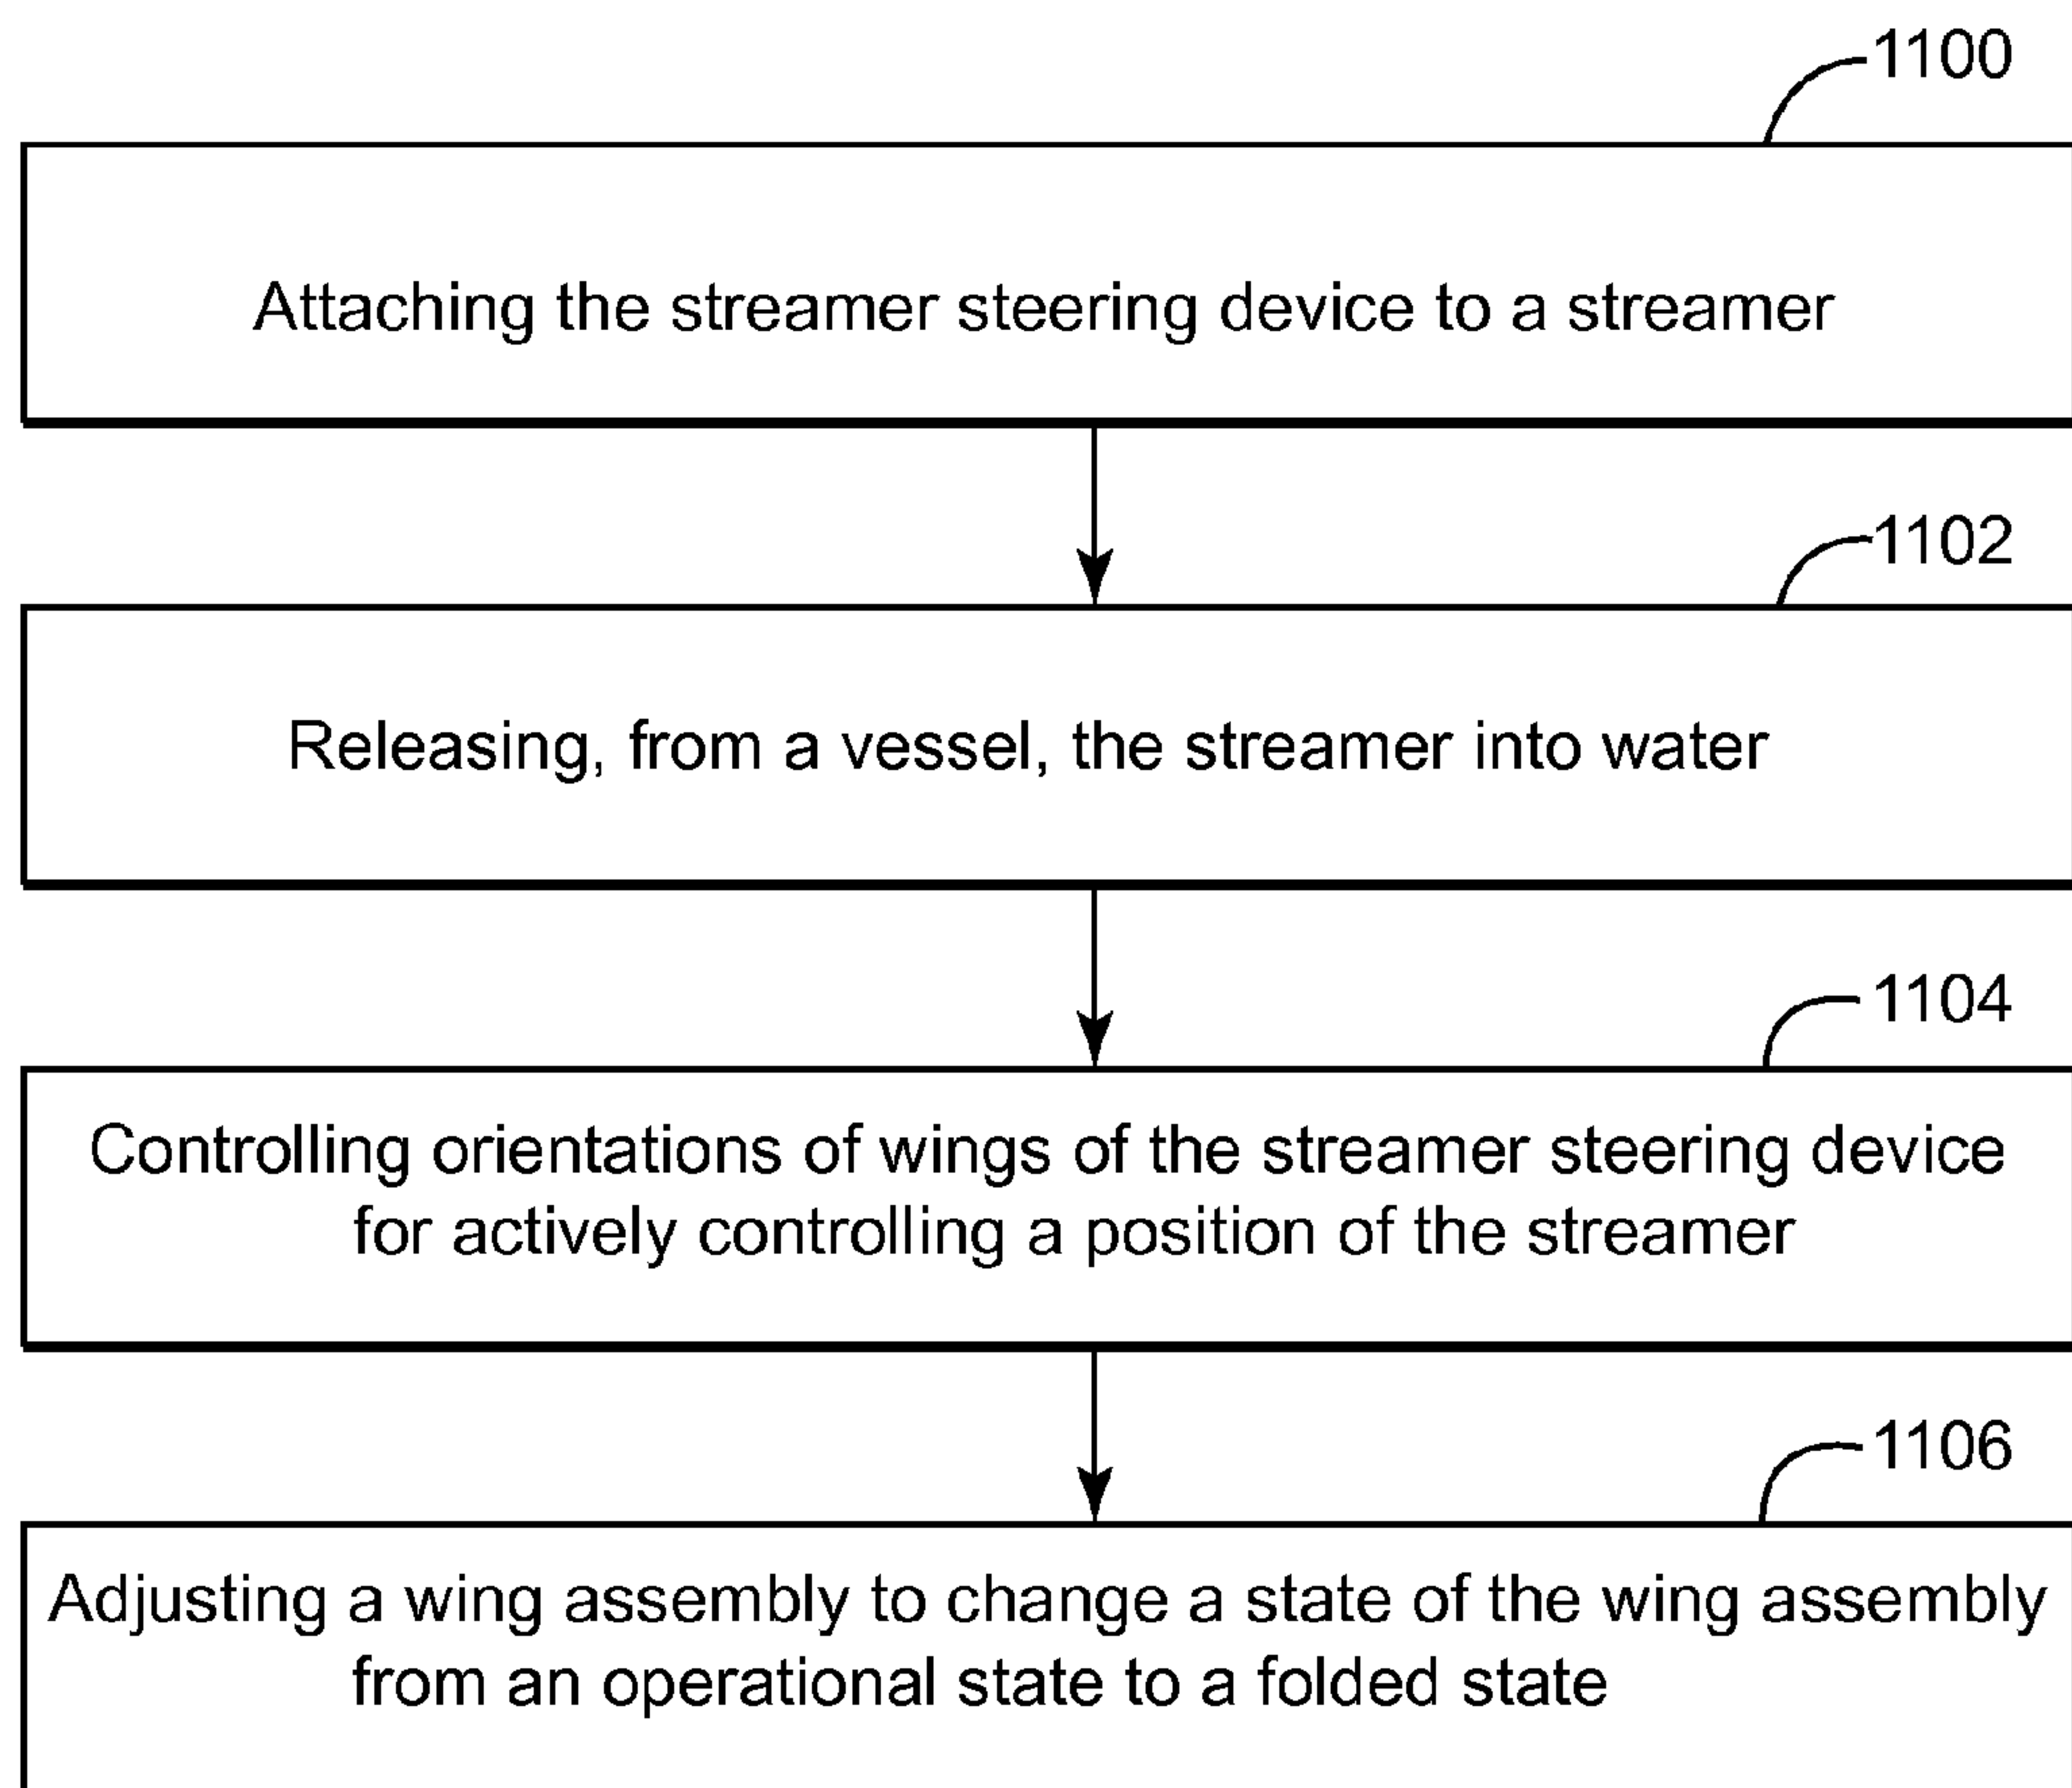 1100
Attaching the streamer steering device to a streamer
1102
Releasing, from a vessel, the streamer into water
1104
Controlling orientations of wings of the streamer steering device
for actively controlling a position of the streamer
1106
Adjusting a wing assembly to change a state of the wing assembly
from an operational state to a folded state